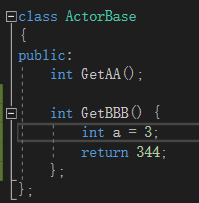 class ActorBase
{
public:
int GetAA();
int GetBBB() {
int a = 3;
return 344;
};
};